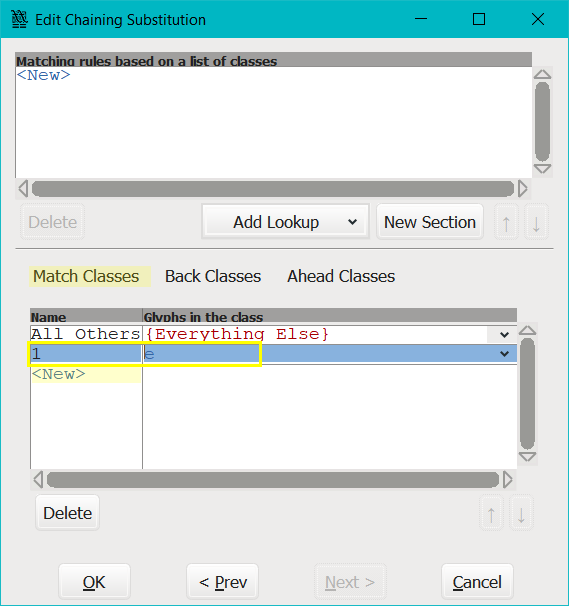 Edit Chaining Substitution
Matching rules based on a list of classes
<New>
Delete
Add Lookup
New Section
↑
↓
Match Classes
Back Classes
Ahead Classes
Name Glyphs in the class
All Others {Everything Else}
1 e
<New>
Delete
↑
↓
OK
< Prev
Next >
Cancel